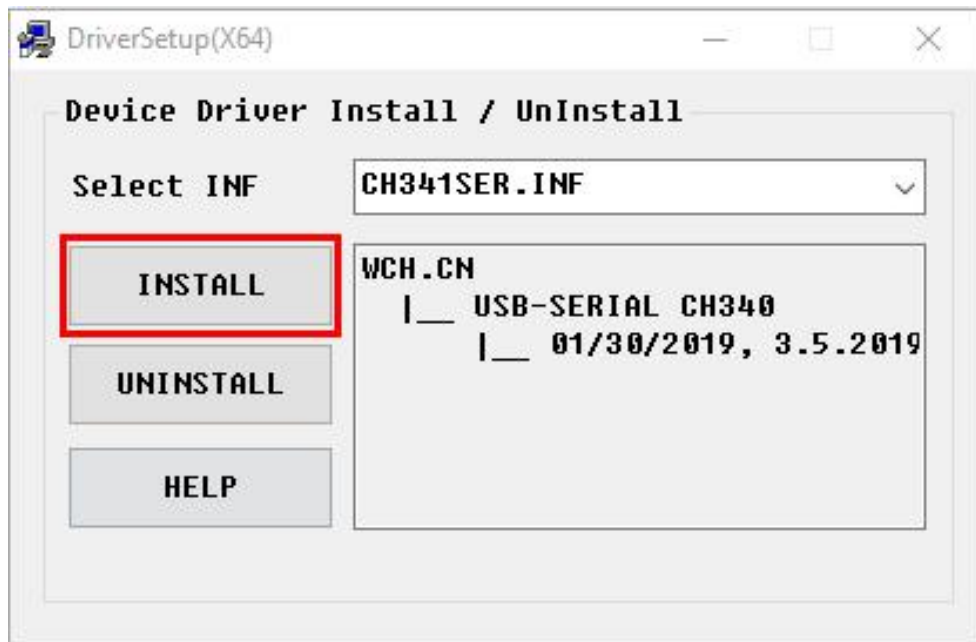 DriverSetup(X64)
Device Driver Install / UnInstall
Select INF
CH341SER.INF
INSTALL
WCH.CN
|__ USB-SERIAL CH340
|__ 01/30/2019, 3.5.2019
UNINSTALL
HELP